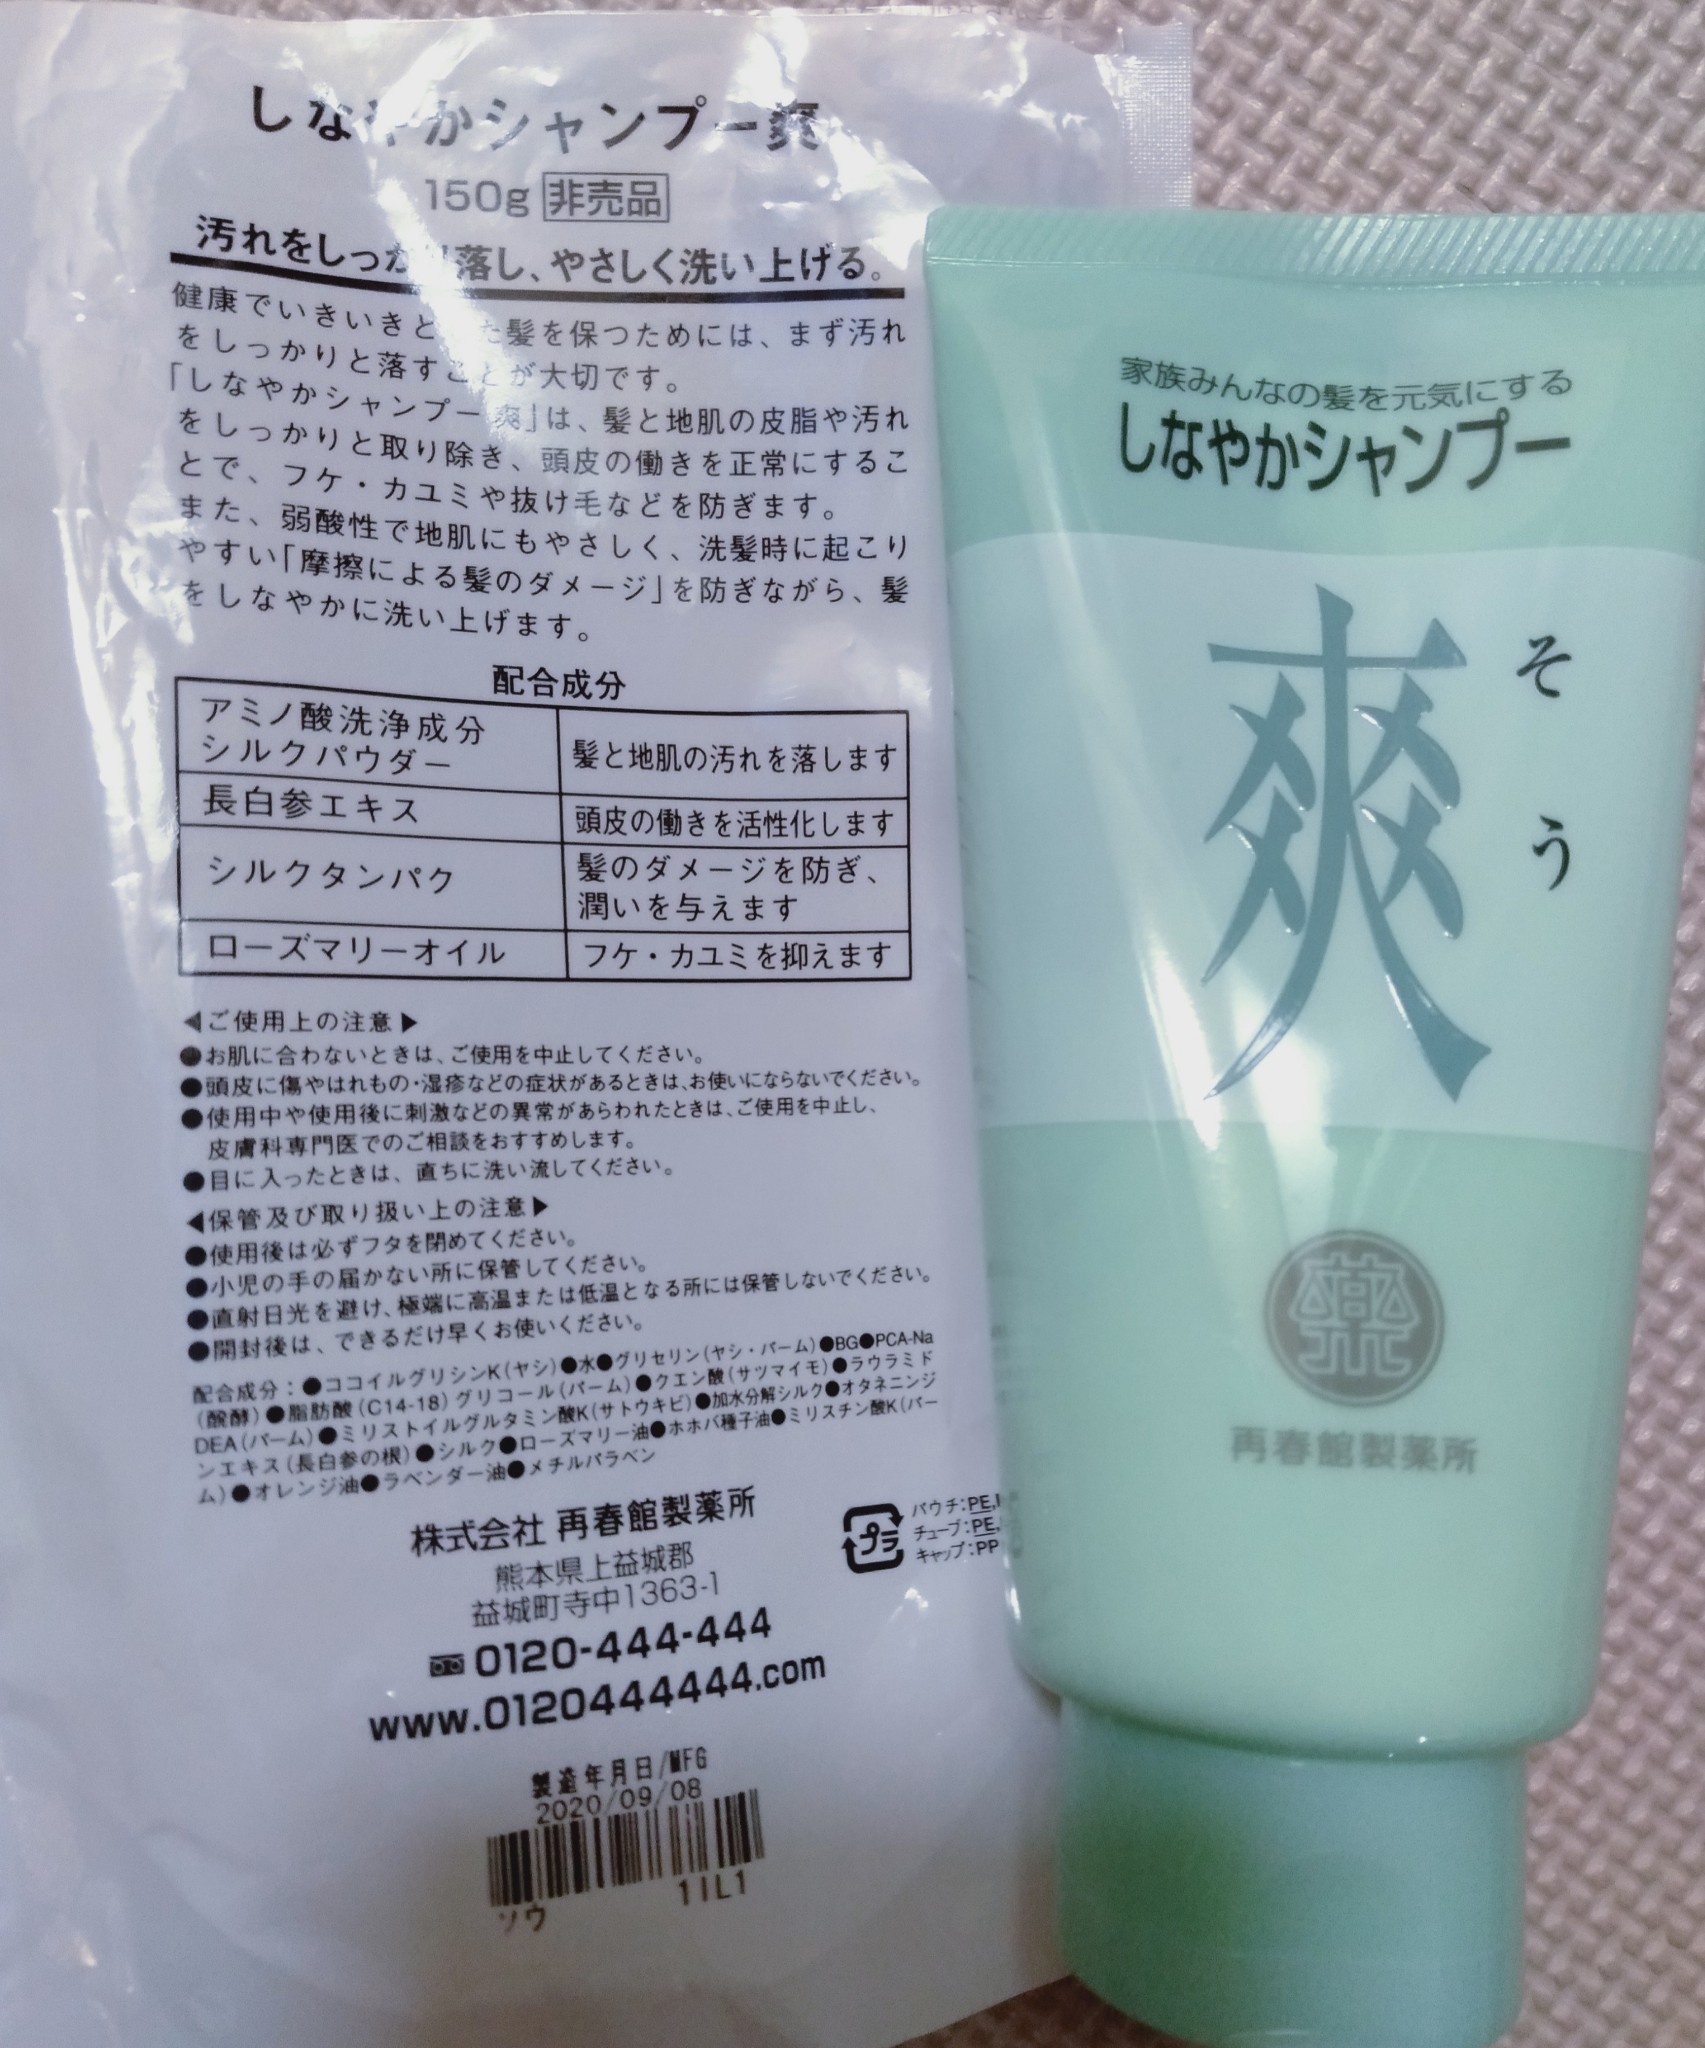 しなやかシャンプー爽
150g 非売品
汚れをしっかり落し、やさしく洗い上げる。
健康でいきいきとした髪を保つためには、まず汚れ
をしっかりと落すことが大切です。
「しなやかシャンプー 爽」は、髪と地肌の皮脂や汚れ
をしっかりと取り除き、頭皮の働きを正常にするこ
とで、フケ・カユミや抜け毛などを防ぎます。
また、弱酸性で地肌にもやさしく、洗髪時に起こり
やすい「摩擦による髪のダメージ」を防ぎながら、髪
をしなやかに洗い上げます。
配合成分
アミノ酸洗浄成分
シルクパウダー
髪と地肌の汚れを落します
長白参エキス
頭皮の働きを活性化します
シルクタンパク
髪のダメージを防ぎ、
潤いを与えます
ローズマリーオイル
フケ・カユミを抑えます
◀ご使用上の注意▶
●お肌に合わないときは、ご使用を中止してください。
●頭皮に傷やはれもの・湿疹などの症状があるときは、お使いにならないでください。
●使用中や使用後に刺激などの異常があらわれたときは、ご使用を中止し、
皮膚科専門医でのご相談をおすすめします。
●目に入ったときは、直ちに洗い流してください。
◀保管及び取り扱い上の注意▶
●使用後は必ずフタを閉めてください。
●小児の手の届かない所に保管してください。
●直射日光を避け、極端に高温または低温となる所には保管しないでください。
●開封後は、できるだけ早くお使いください。
配合成分：●ココイルグリシンK(ヤシ)●水●グリセリン(ヤシ・パーム)●BG●PCA-Na
(醗酵)●脂肪酸(C14-18)グリコール(パーム)●クエン酸(サツマイモ)●ラウラミド
DEA(パーム)●ミリストイルグルタミン酸K(サトウキビ)●加水分解シルク●オタネニンジ
ンエキス(長白参の根)●シルク●ローズマリー油●ホホバ種子油●ミリスチン酸K(パー
ム)●オレンジ油●ラベンダー油●メチルパラベン
株式会社 再春館製薬所
熊本県上益城郡
益城町寺中1363-1
0120-444-444
www.0120444444.com
プラ
パウチ:PE,
チューブ:PE,
キャップ:PP
製造年月日/MFG
2020/09/08
ソウ 1IL1
家族みんなの髪を元気にする
しなやかシャンプー
爽
そう
薬
再春館製薬所